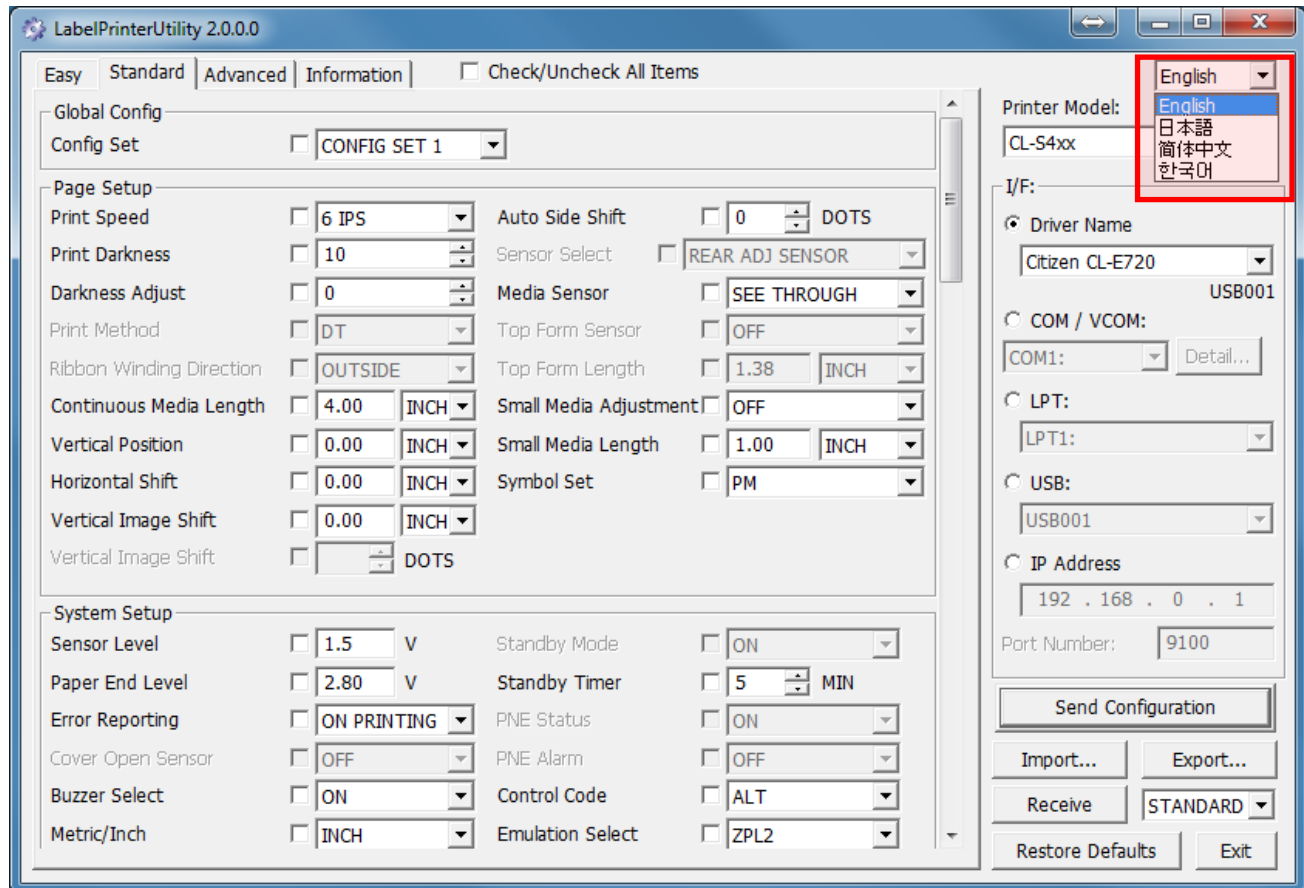 LabelPrinterUtility 2.0.0.0
Easy Standard Advanced Information Check/Uncheck All Items
English
English
日本語
简体中文
한국어
Global Config
Config Set CONFIG SET 1
Page Setup
Print Speed 6 IPS Auto Side Shift 0 DOTS
Print Darkness 10 Sensor Select REAR ADJ SENSOR
Darkness Adjust 0 Media Sensor SEE THROUGH
Print Method DT Top Form Sensor OFF
Ribbon Winding Direction OUTSIDE Top Form Length 1.38 INCH
Continuous Media Length 4.00 INCH Small Media Adjustment OFF
Vertical Position 0.00 INCH Small Media Length 1.00 INCH
Horizontal Shift 0.00 INCH Symbol Set PM
Vertical Image Shift 0.00 INCH
Vertical Image Shift DOTS
System Setup
Sensor Level 1.5 V Standby Mode ON
Paper End Level 2.80 V Standby Timer 5 MIN
Error Reporting ON PRINTING PNE Status ON
Cover Open Sensor OFF PNE Alarm OFF
Buzzer Select ON Control Code ALT
Metric/Inch INCH Emulation Select ZPL2
Printer Model:
CL-S4xx
I/F:
Driver Name
Citizen CL-E720
USB001
COM / VCOM:
COM1: Detail...
LPT:
LPT1:
USB:
USB001
IP Address
192 . 168 . 0 . 1
Port Number: 9100
Send Configuration
Import... Export...
Receive STANDARD
Restore Defaults Exit